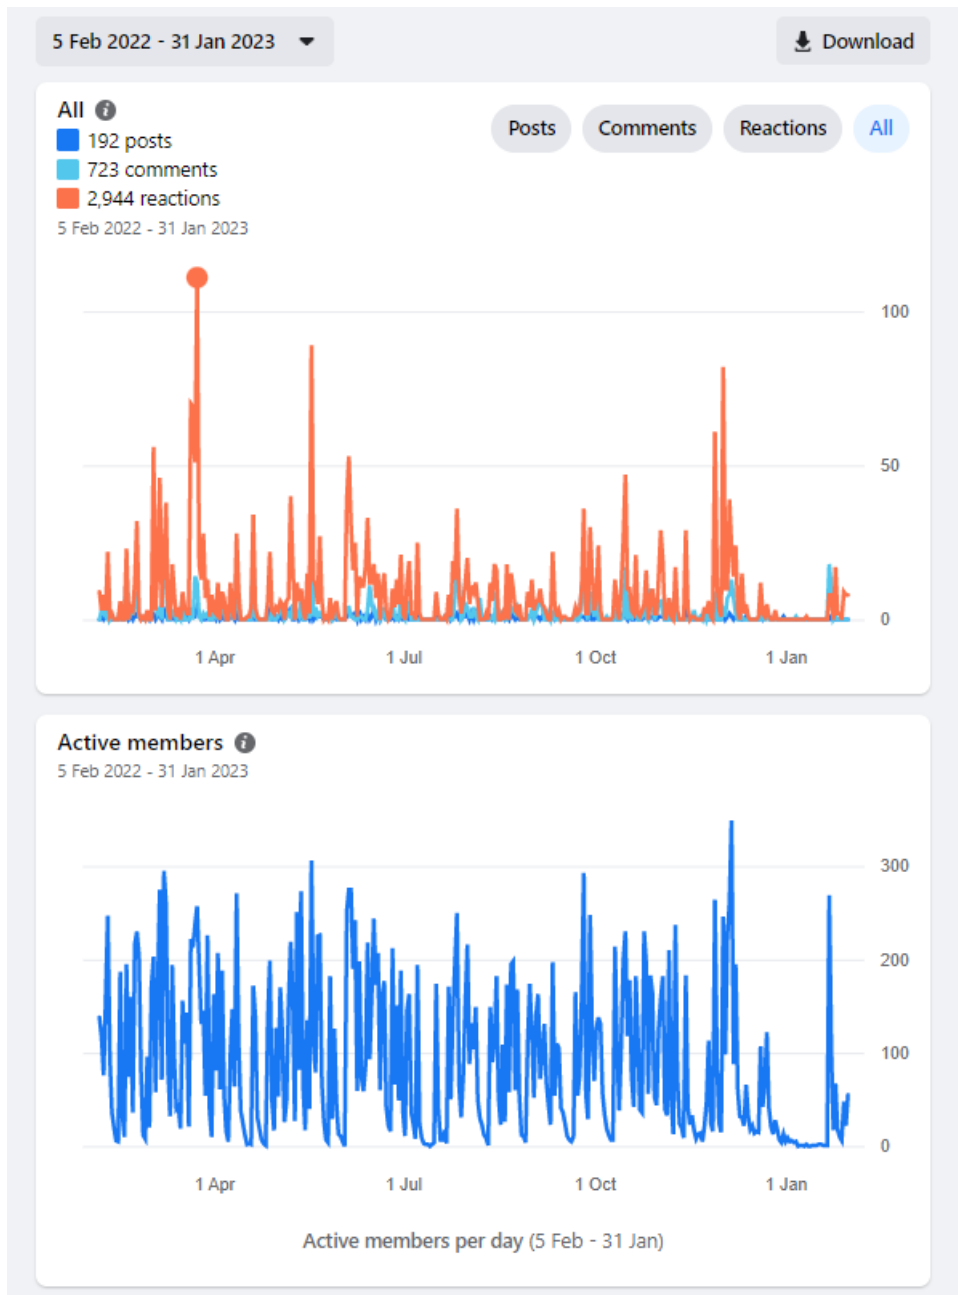 5 Feb 2022 - 31 Jan 2023
Download
All
192 posts
723 comments
2,944 reactions
5 Feb 2022 - 31 Jan 2023
Posts Comments Reactions All
100
50
0
1 Apr 1 Jul 1 Oct 1 Jan
Active members
5 Feb 2022 - 31 Jan 2023
300
200
100
0
1 Apr 1 Jul 1 Oct 1 Jan
Active members per day (5 Feb - 31 Jan)